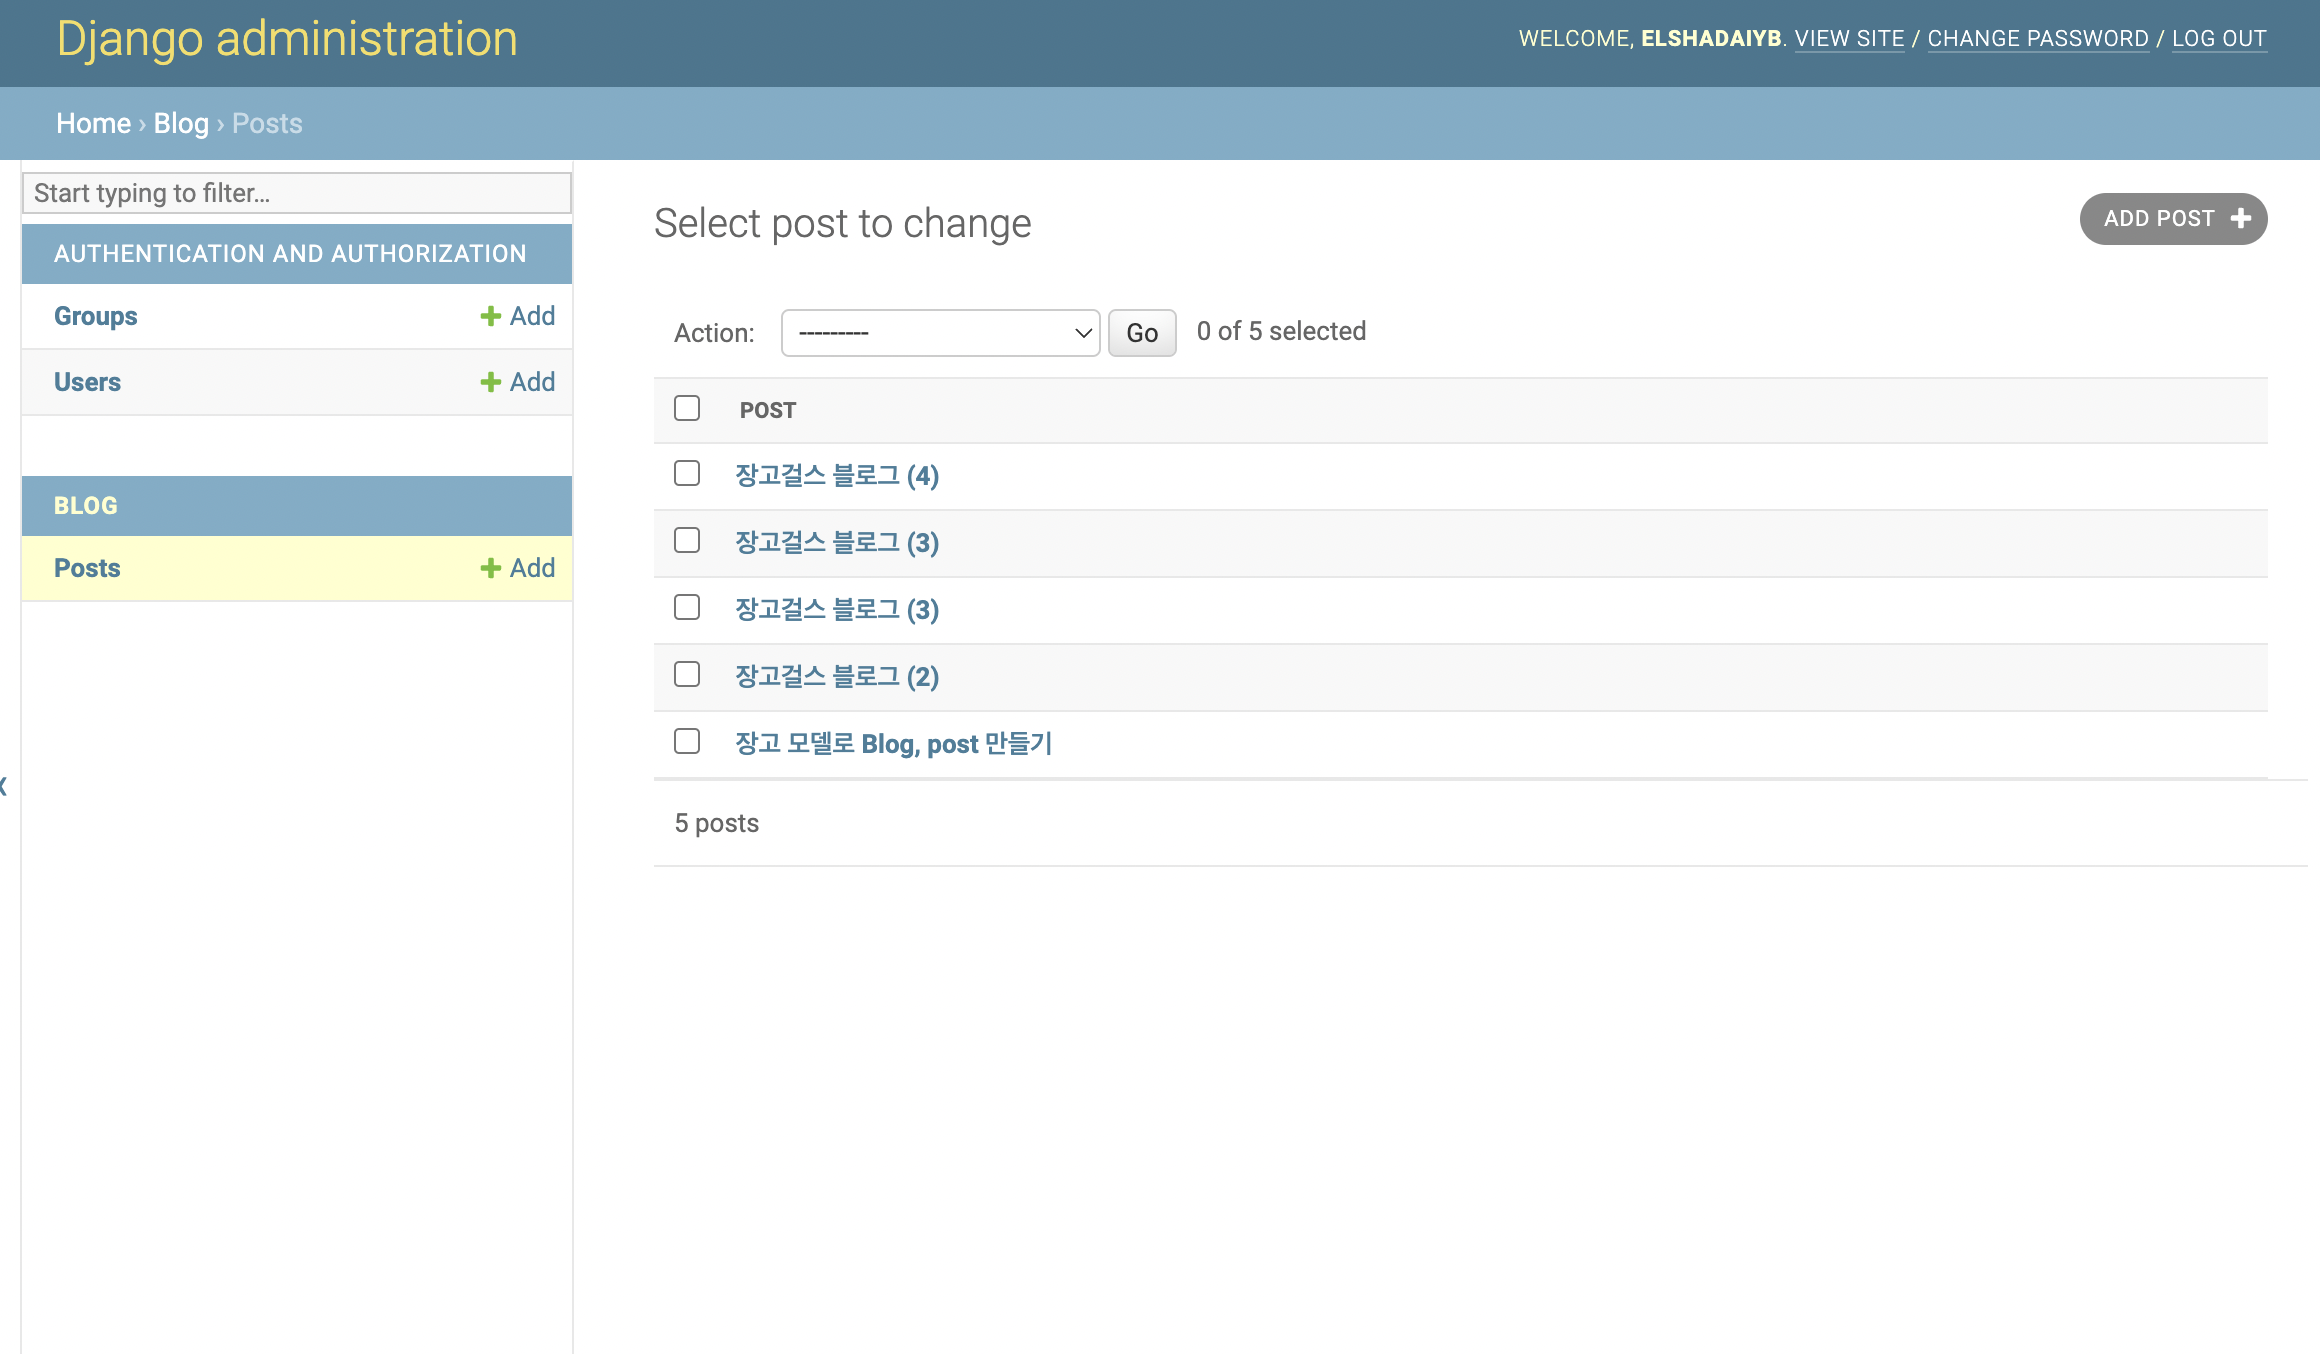 Django administration
WELCOME, ELSHADAIYB. VIEW SITE / CHANGE PASSWORD / LOG OUT
Home › Blog › Posts
Start typing to filter...
AUTHENTICATION AND AUTHORIZATION
Groups + Add
Users + Add
BLOG
Posts + Add
Select post to change
ADD POST +
Action: --------- Go 0 of 5 selected
POST
장고걸스 블로그 (4)
장고걸스 블로그 (3)
장고걸스 블로그 (3)
장고걸스 블로그 (2)
장고 모델로 Blog, post 만들기
5 posts